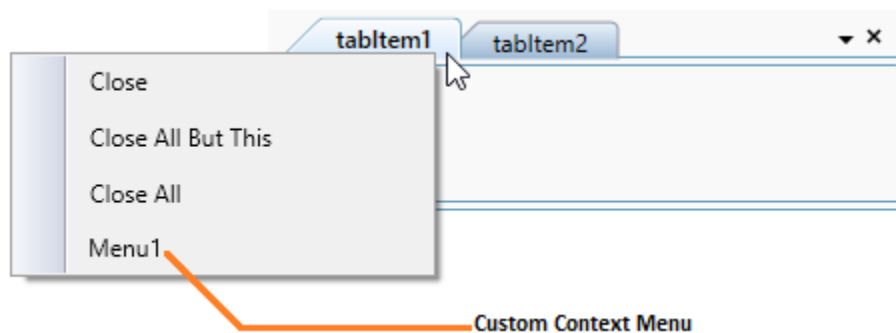 tabItem1
tabItem2
Close
Close All But This
Close All
Menu1
Custom Context Menu